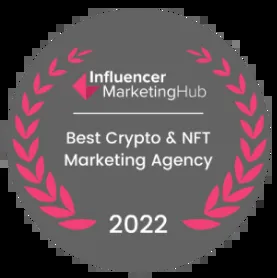 Influencer
MarketingHub
Best Crypto & NFT
Marketing Agency
2022